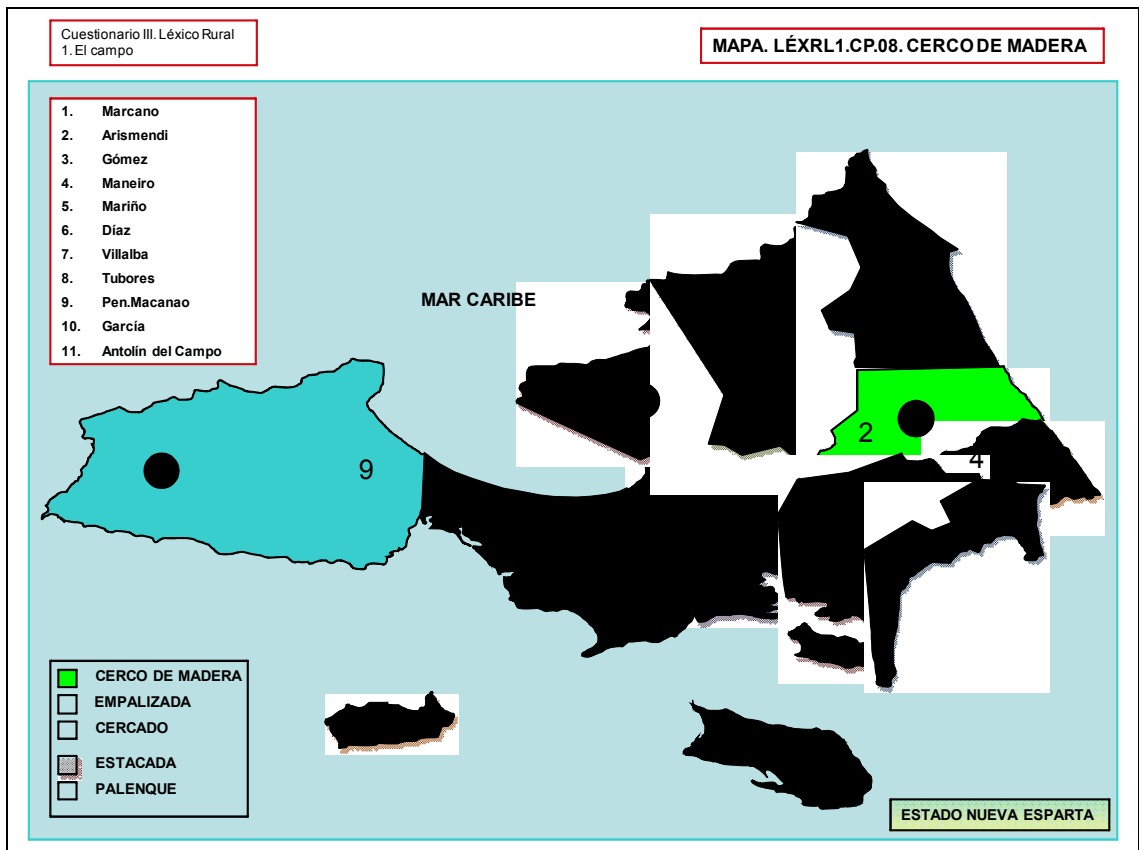 Cuestionario III. Léxico Rural
1. El campo
MAPA. LÉXRL1.CP.08. CERCO DE MADERA
1. Marcano
2. Arismendi
3. Gómez
4. Maneiro
5. Mariño
6. Díaz
7. Villalba
8. Tubores
9. Pen.Macanao
10. García
11. Antolín del Campo
MAR CARIBE
2
4
9
CERCO DE MADERA
EMPALIZADA
CERCADO
ESTACADA
PALENQUE
ESTADO NUEVA ESPARTA